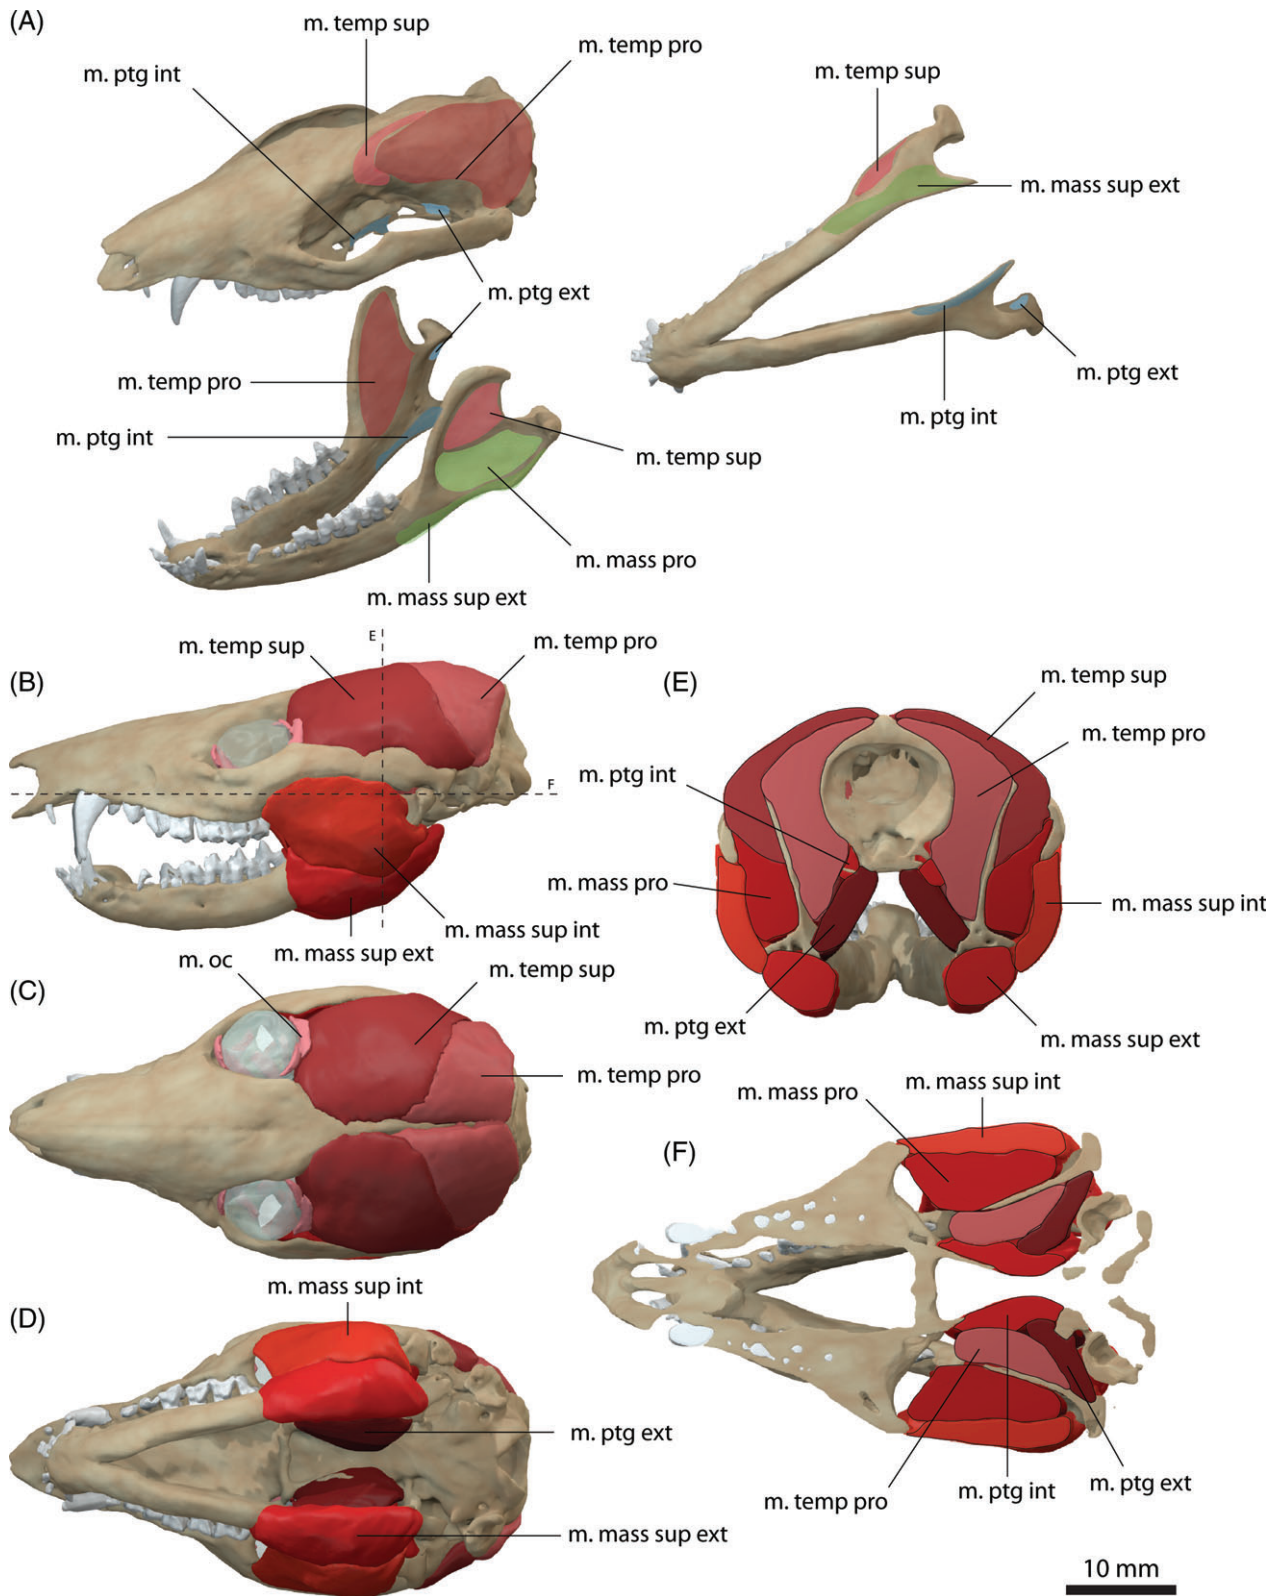 (A)
m. temp sup
m. temp pro
m. ptg int
m. ptg ext
m. temp pro
m. ptg int
m. temp sup
m. mass pro
m. mass sup ext
m. temp sup
m. mass sup ext
m. ptg ext
m. ptg int
(B)
m. temp sup
E
m. temp pro
F
m. mass sup int
m. mass sup ext
(C)
m. oc
m. temp sup
m. temp pro
(D)
m. mass sup int
m. ptg ext
m. mass sup ext
(E)
m. temp sup
m. temp pro
m. ptg int
m. mass pro
m. mass sup int
m. ptg ext
m. mass sup ext
(F)
m. mass sup int
m. mass pro
m. temp pro
m. ptg int
m. ptg ext
10 mm